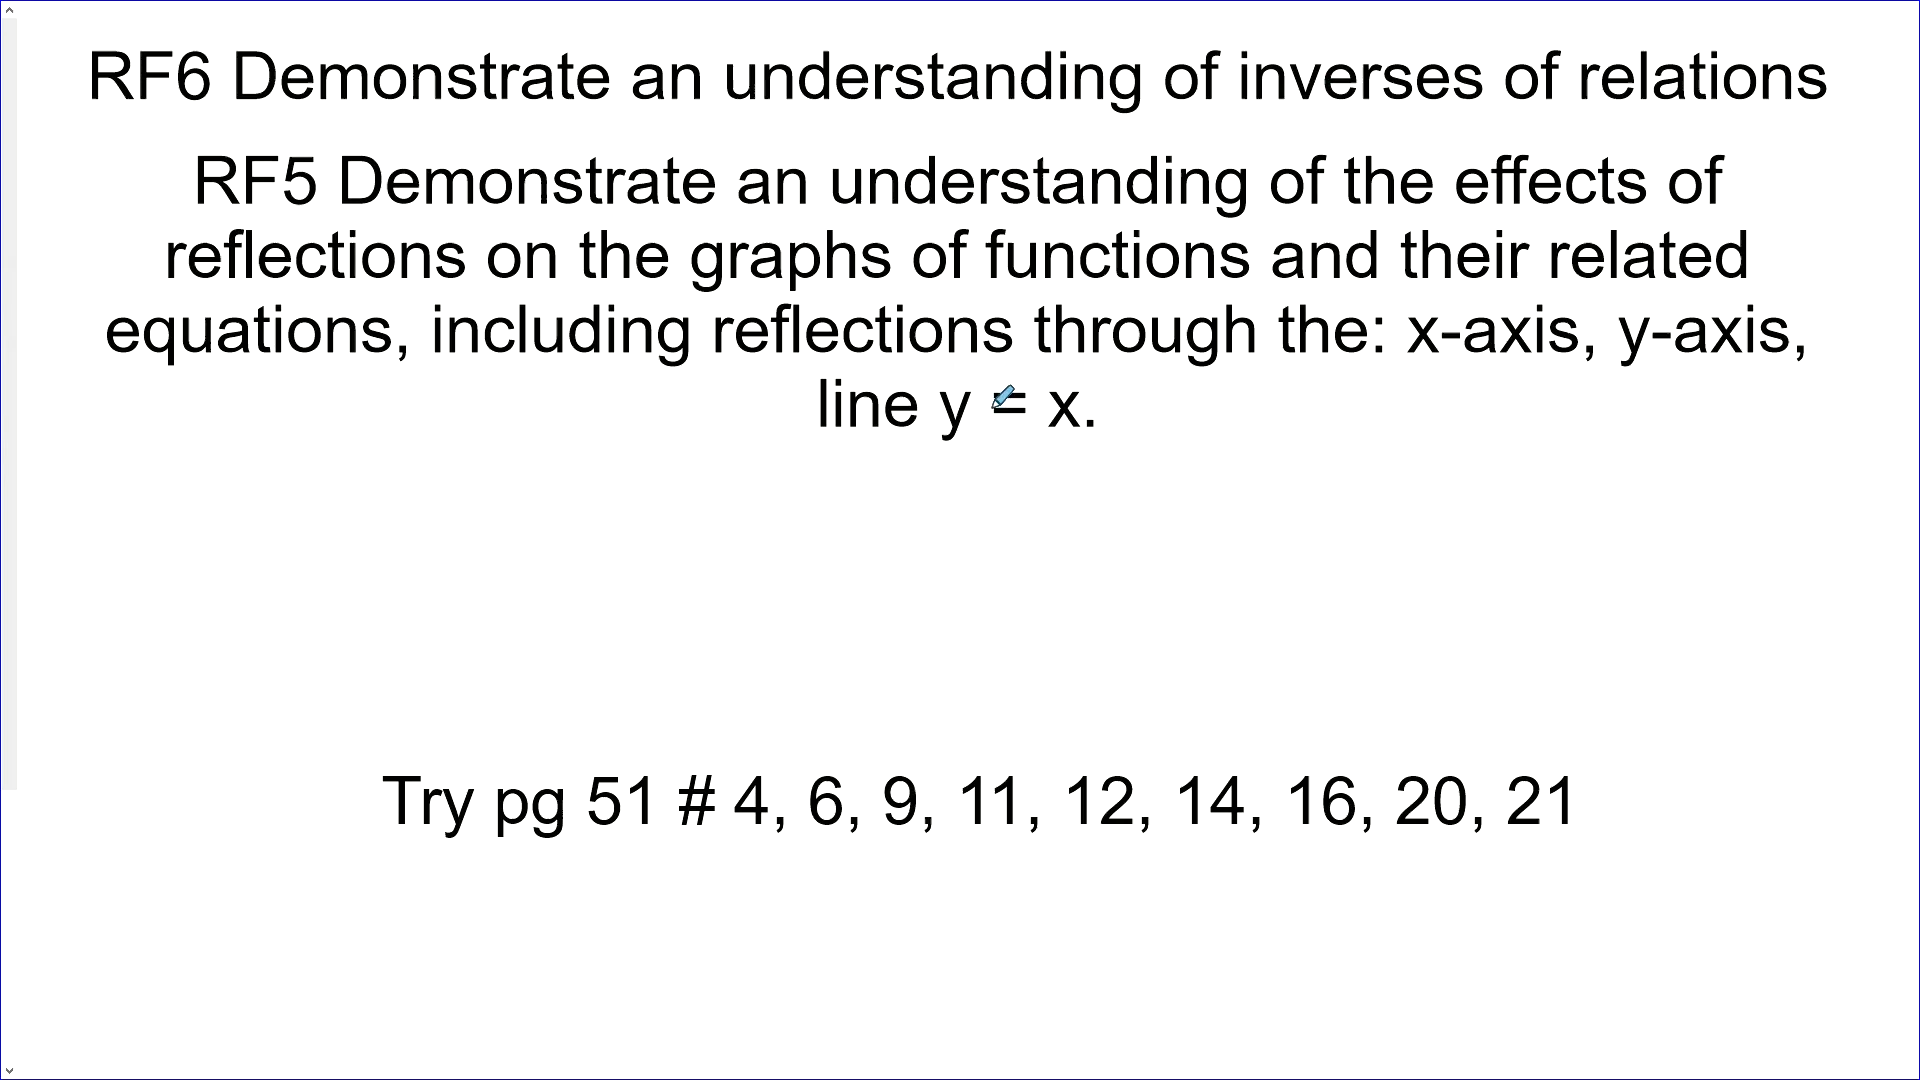 RF6 Demonstrate an understanding of inverses of relations
RF5 Demonstrate an understanding of the effects of
reflections on the graphs of functions and their related
equations, including reflections through the: x-axis, y-axis,
line y = x.
Try pg 51 # 4, 6, 9, 11, 12, 14, 16, 20, 21